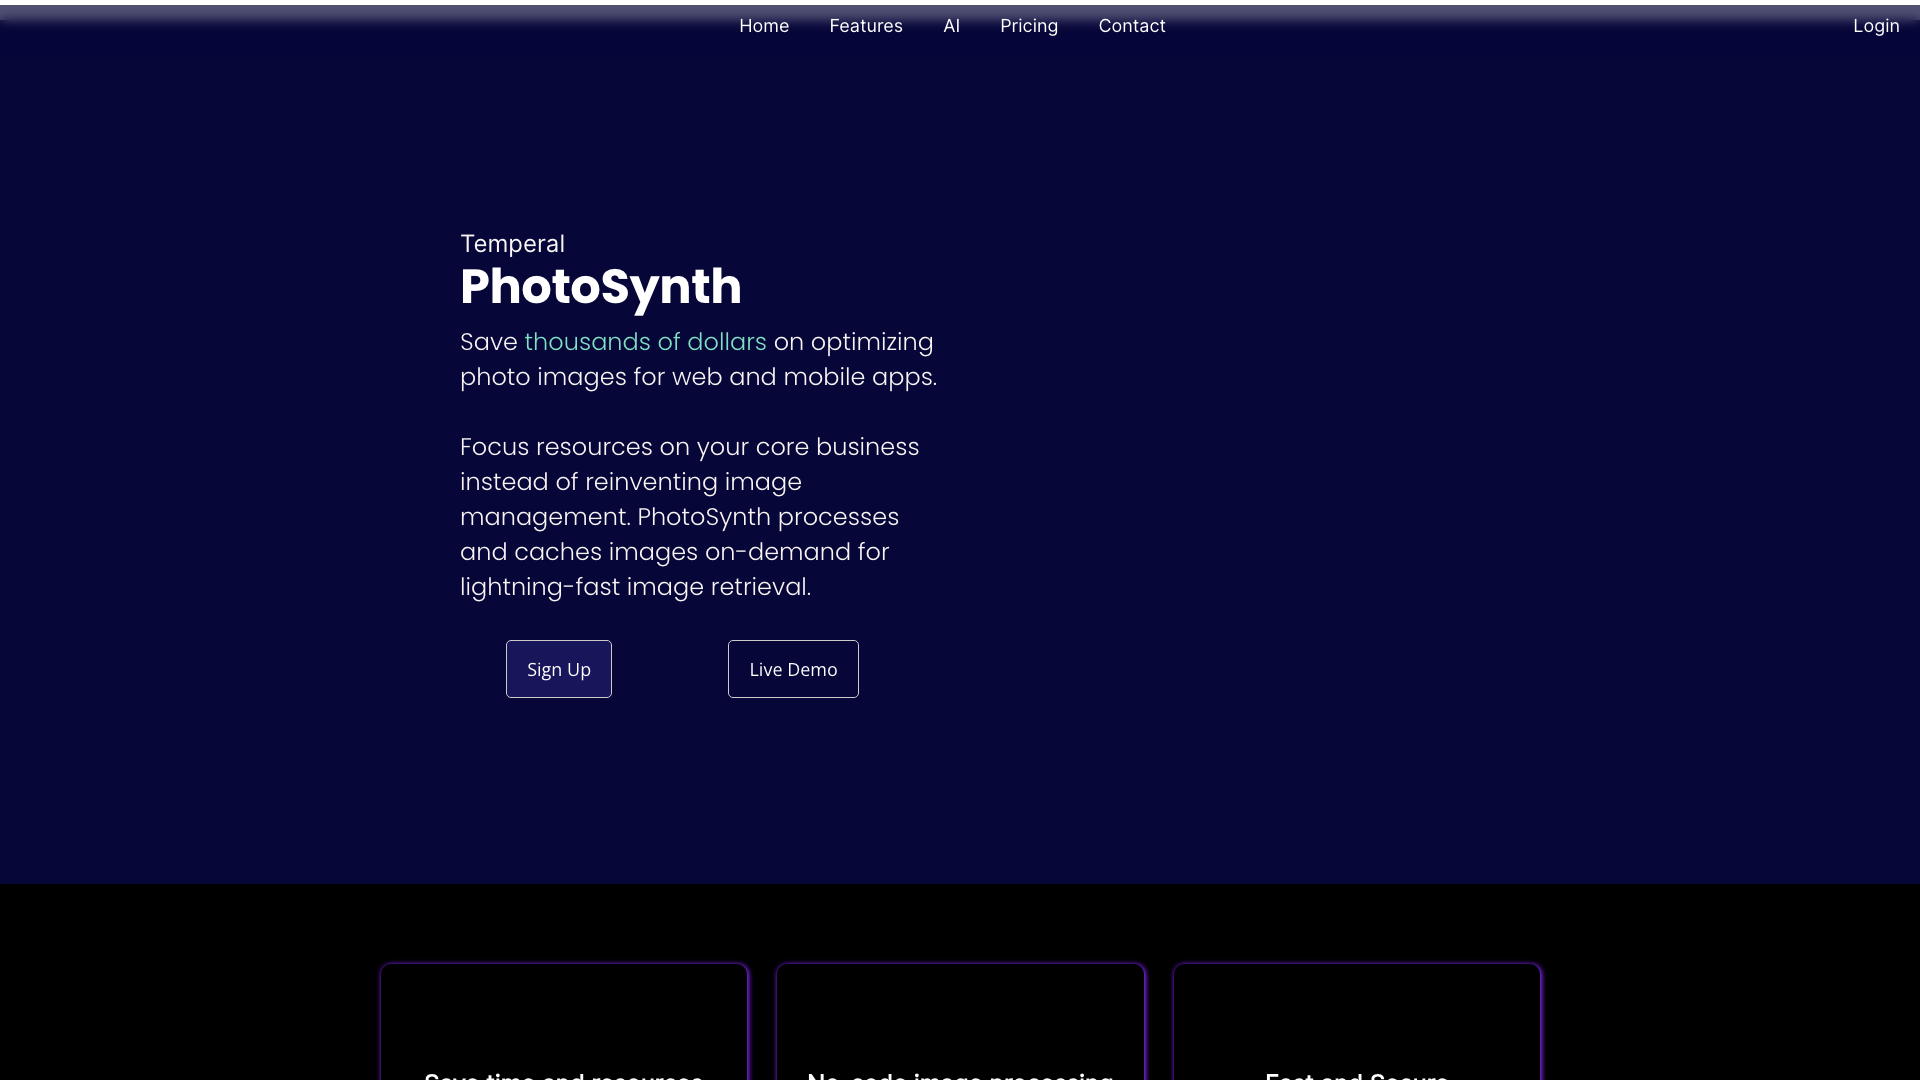 Home Features AI Pricing Contact Login
Temperal
PhotoSynth
Save thousands of dollars on optimizing
photo images for web and mobile apps.
Focus resources on your core business
instead of reinventing image
management. PhotoSynth processes
and caches images on-demand for
lightning-fast image retrieval.
Sign Up Live Demo
Save time and resources No-code image processing Fast and Secure